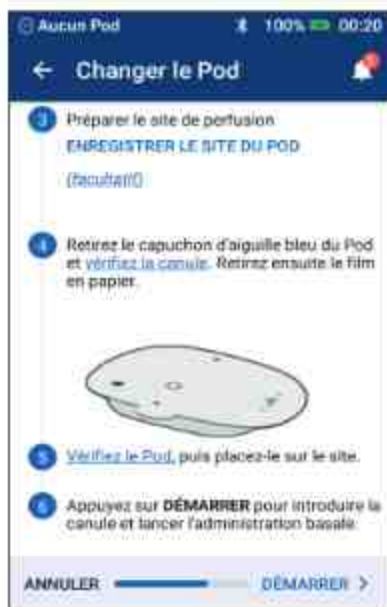 Aucun Pod 100% 00:20
← Changer le Pod
3 Préparer le site de perfusion
ENREGISTRER LE SITE DU POD
(facultatif)
4 Retirez le capuchon d'aiguille bleu du Pod
et vérifiez la canule. Retirez ensuite le film
en papier.
5 Vérifiez le Pod, puis placez-le sur le site.
6 Appuyez sur DÉMARRER pour introduire la
canule et lancer l'administration basale.
ANNULER DÉMARRER >